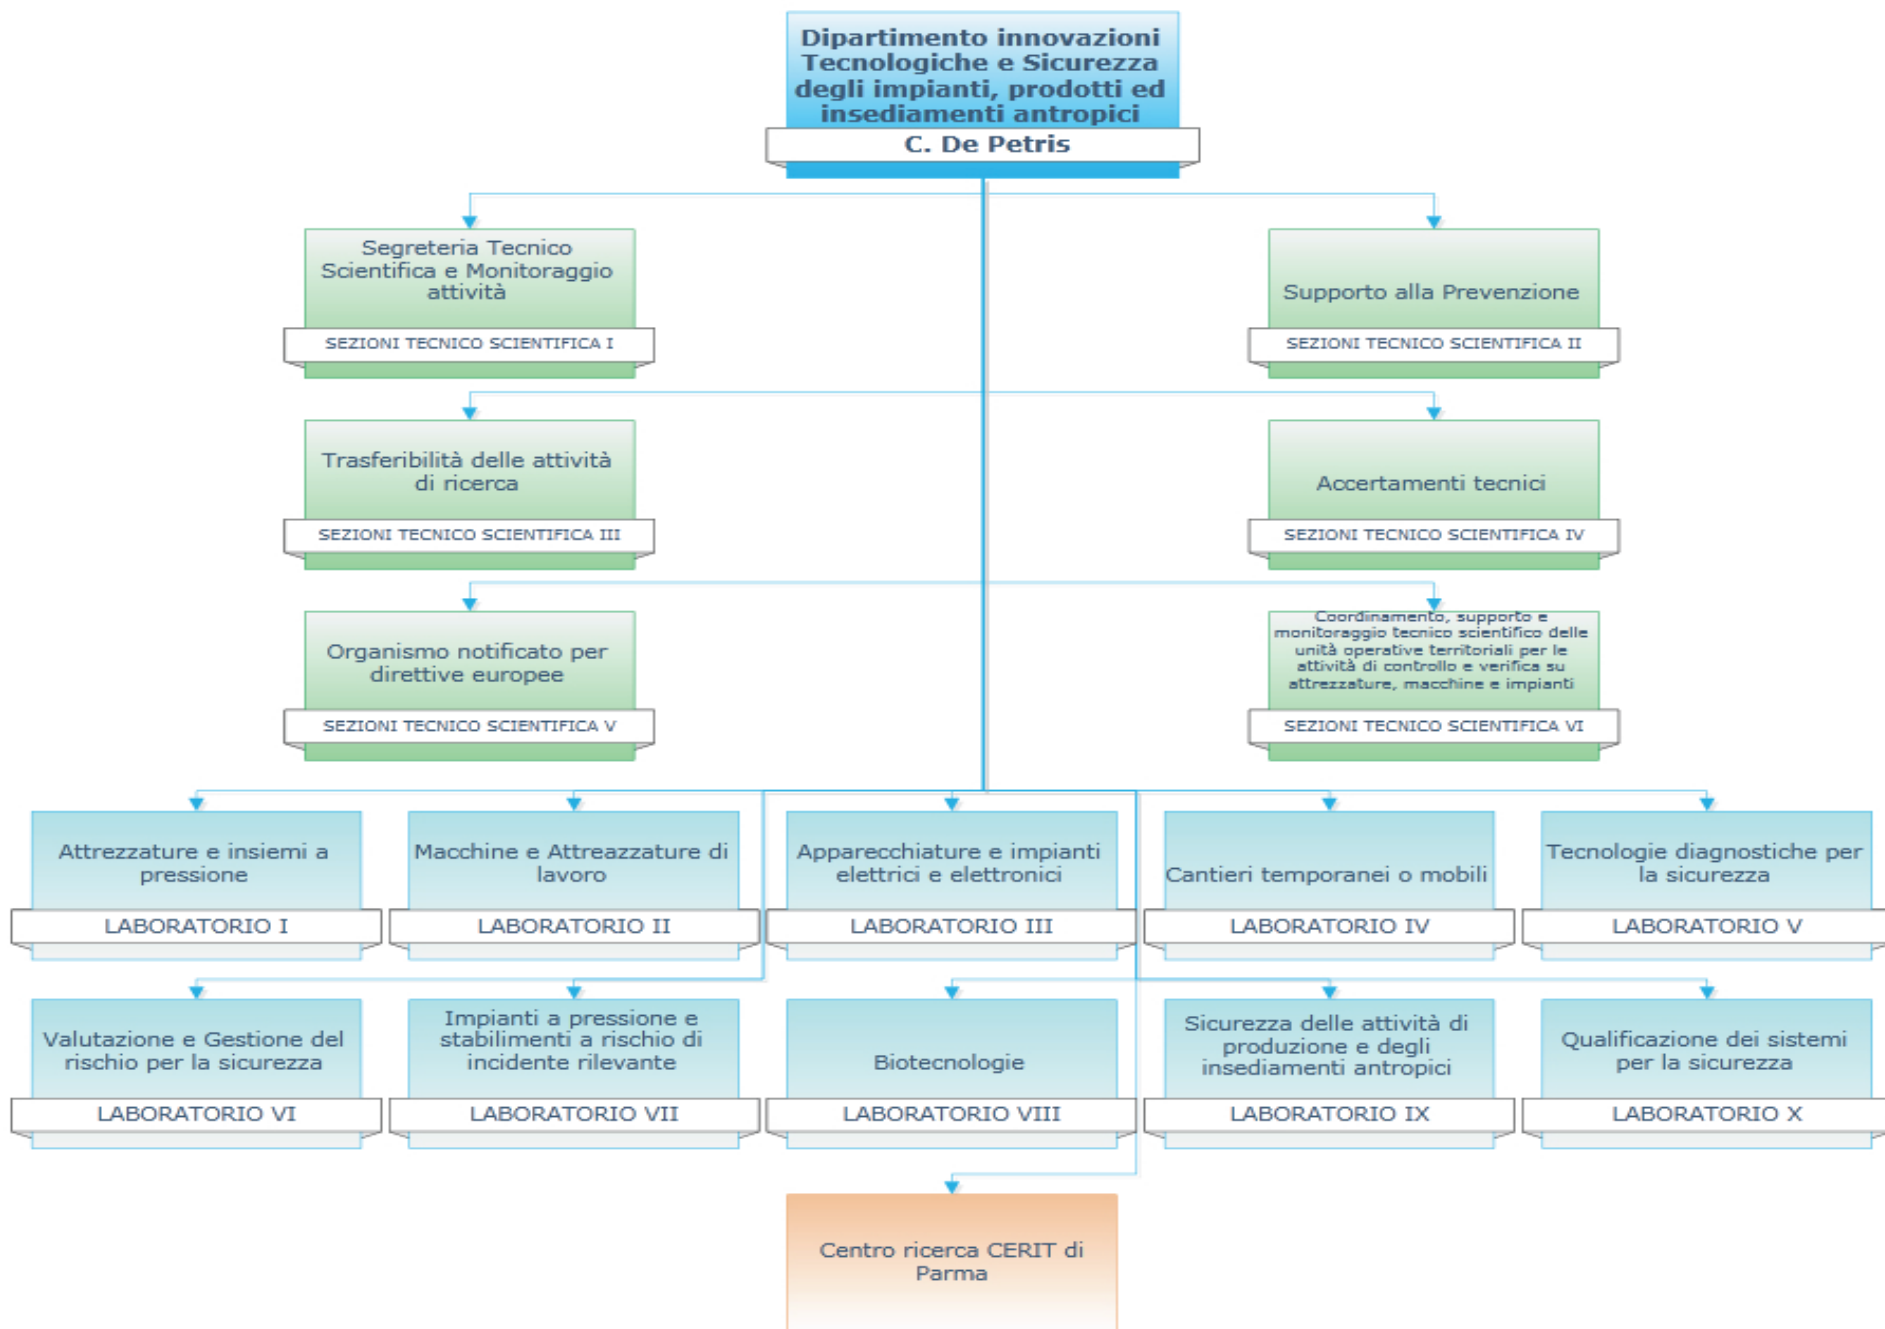 Dipartimento innovazioni
Tecnologiche e Sicurezza
degli impianti, prodotti ed
insediamenti antropici
C. De Petris
Segreteria Tecnico
Scientifica e Monitoraggio
attività
SEZIONI TECNICO SCIENTIFICA I
Supporto alla Prevenzione
SEZIONI TECNICO SCIENTIFICA II
Trasferibilità delle attività
di ricerca
SEZIONI TECNICO SCIENTIFICA III
Accertamenti tecnici
SEZIONI TECNICO SCIENTIFICA IV
Organismo notificato per
direttive europee
SEZIONI TECNICO SCIENTIFICA V
Coordinamento, supporto e
monitoraggio tecnico scientifico delle
unità operative territoriali per le
attività di controllo e verifica su
attrezzature, macchine e impianti
SEZIONI TECNICO SCIENTIFICA VI
Attrezzature e insiemi a
pressione
LABORATORIO I
Macchine e Attreazzature di
lavoro
LABORATORIO II
Apparecchiature e impianti
elettrici e elettronici
LABORATORIO III
Cantieri temporanei o mobili
LABORATORIO IV
Tecnologie diagnostiche per
la sicurezza
LABORATORIO V
Valutazione e Gestione del
rischio per la sicurezza
LABORATORIO VI
Impianti a pressione e
stabilimenti a rischio di
incidente rilevante
LABORATORIO VII
Biotecnologie
LABORATORIO VIII
Sicurezza delle attività di
produzione e degli
insediamenti antropici
LABORATORIO IX
Qualificazione dei sistemi
per la sicurezza
LABORATORIO X
Centro ricerca CERIT di
Parma